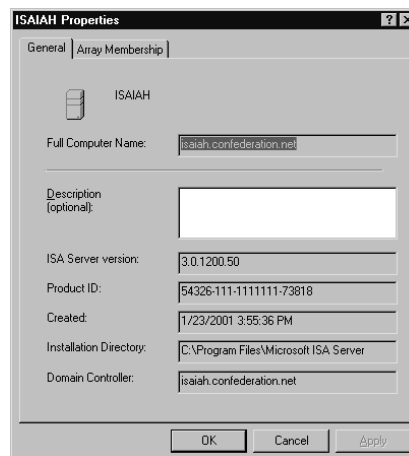 ISAIAH Properties
General Array Membership
ISAIAH
Full Computer Name: isaiah.confederation.net
Description (optional):
ISA Server version: 3.0.1200.50
Product ID: 54326-111-1111111-73818
Created: 1/23/2001 3:55:36 PM
Installation Directory: C:\Program Files\Microsoft ISA Server
Domain Controller: isaiah.confederation.net
OK Cancel Apply